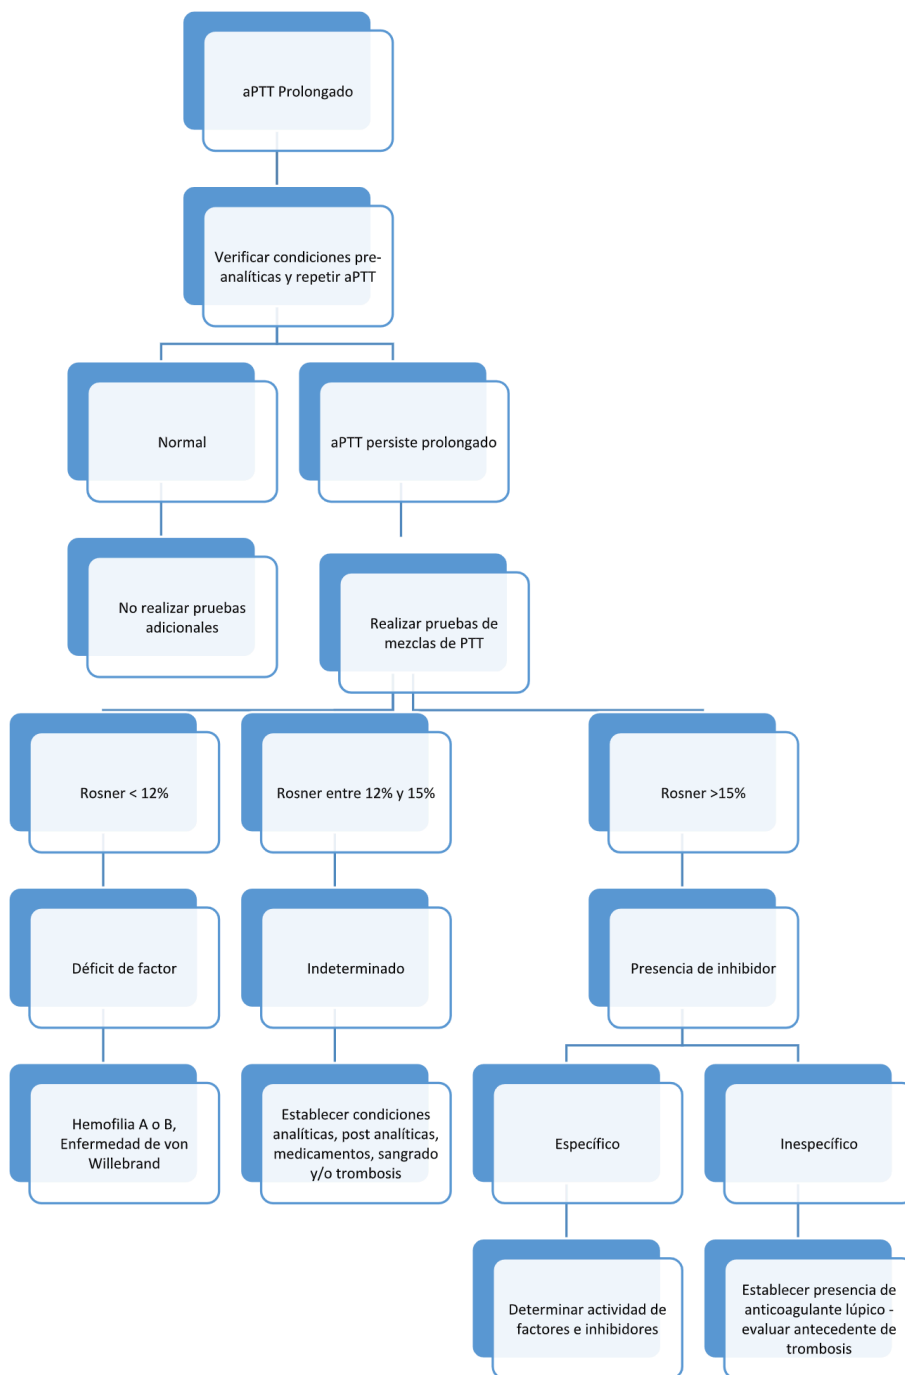 aPTT Prolongado
Verificar condiciones pre-
analíticas y repetir aPTT
Normal
aPTT persiste prolongado
No realizar pruebas
adicionales
Realizar pruebas de
mezclas de PTT
Rosner < 12%
Rosner entre 12% y 15%
Rosner >15%
Déficit de factor
Indeterminado
Presencia de inhibidor
Hemofilia A o B,
Enfermedad de von
Willebrand
Establecer condiciones
analíticas, post analíticas,
medicamentos, sangrado
y/o trombosis
Específico
Inespecífico
Determinar actividad de
factores e inhibidores
Establecer presencia de
anticoagulante lúpico -
evaluar antecedente de
trombosis